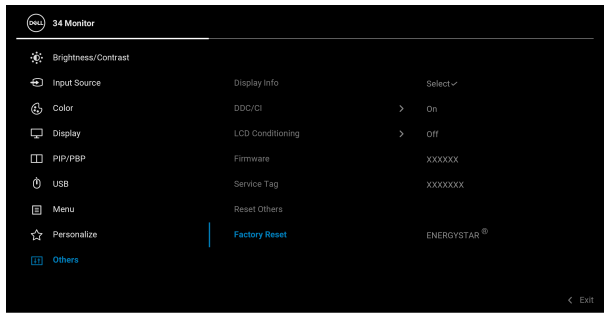 DELL 34 Monitor
Brightness/Contrast
Input Source Display Info Select✓
Color DDC/CI > On
Display LCD Conditioning > Off
PIP/PBP Firmware XXXXXX
USB Service Tag XXXXXXX
Menu Reset Others
Personalize Factory Reset ENERGYSTAR ®
Others
< Exit